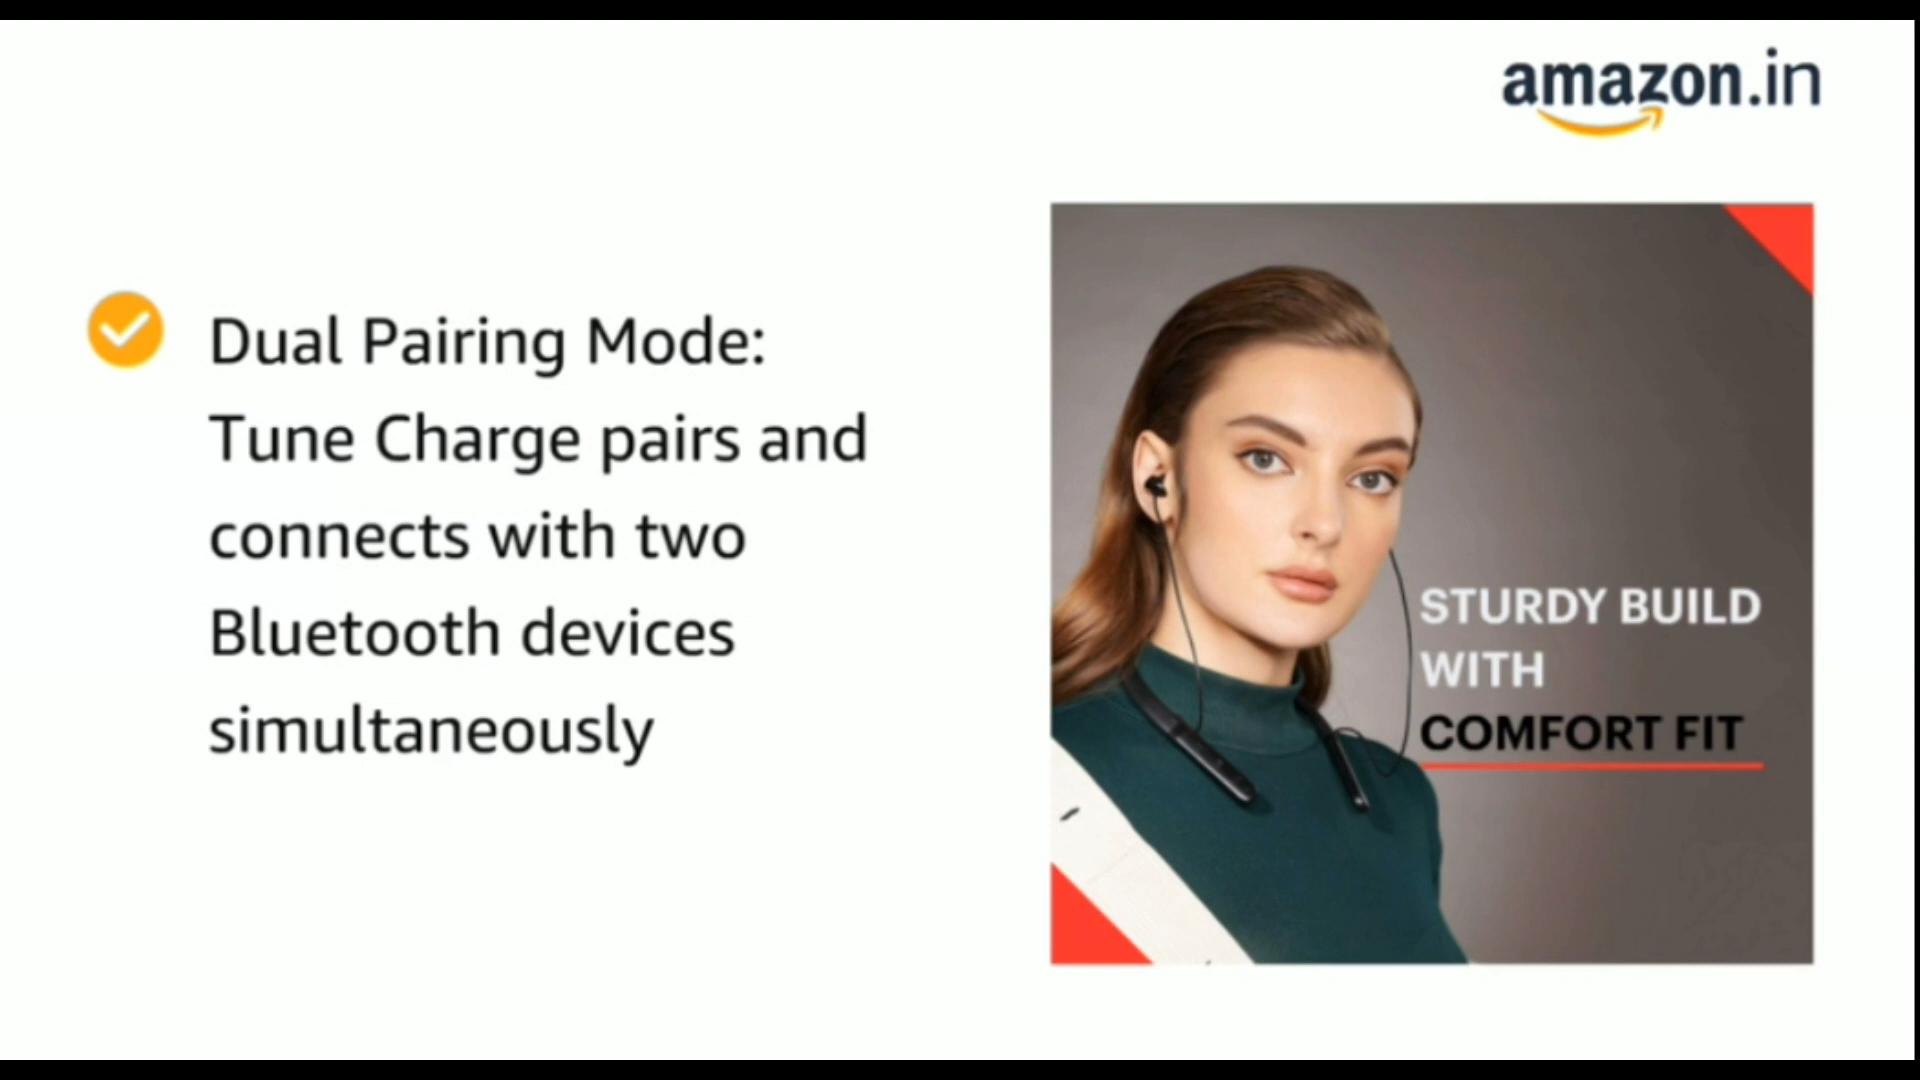 amazon.in
Dual Pairing Mode:
Tune Charge pairs and
connects with two
Bluetooth devices
simultaneously
STURDY BUILD
WITH
COMFORT FIT